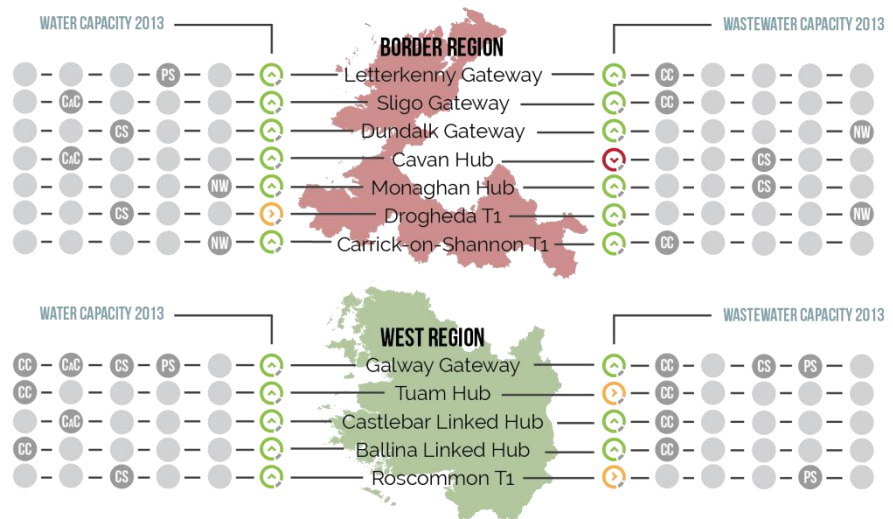 WATER CAPACITY 2013
WASTEWATER CAPACITY 2013
BORDER REGION
PS Letterkenny Gateway CC
CAC Sligo Gateway CC
CS Dundalk Gateway NW
CAC Cavan Hub CS
NW Monaghan Hub CS
CS Drogheda T1 NW
NW Carrick-on-Shannon T1 CC
WATER CAPACITY 2013
WASTEWATER CAPACITY 2013
WEST REGION
CC CAC CS PS Galway Gateway CC CS PS
CC Tuam Hub CC
CAC Castlebar Linked Hub CC
CC Ballina Linked Hub CC
CS Roscommon T1 PS